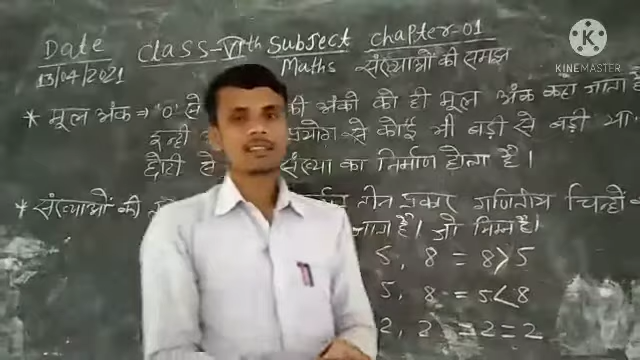 Date Class-VIth Subject Chapter-01
13/04/2021 Maths संख्याओं की समझ
* मूल अंक → '0' से की अंको को ही मूल अंक कहा जाता है
इन्ही प्रयोग से कोई भी बड़ी से बड़ी या
छोटी से संख्या का निर्माण होता है।
* संख्याओं की तीन प्रकार गणितीय चिन्हों
जाता है। जो निम्न है।
5, 8 = 8>5
5, 8 = 5<8
2, 2 = 2=2
KINEMASTER